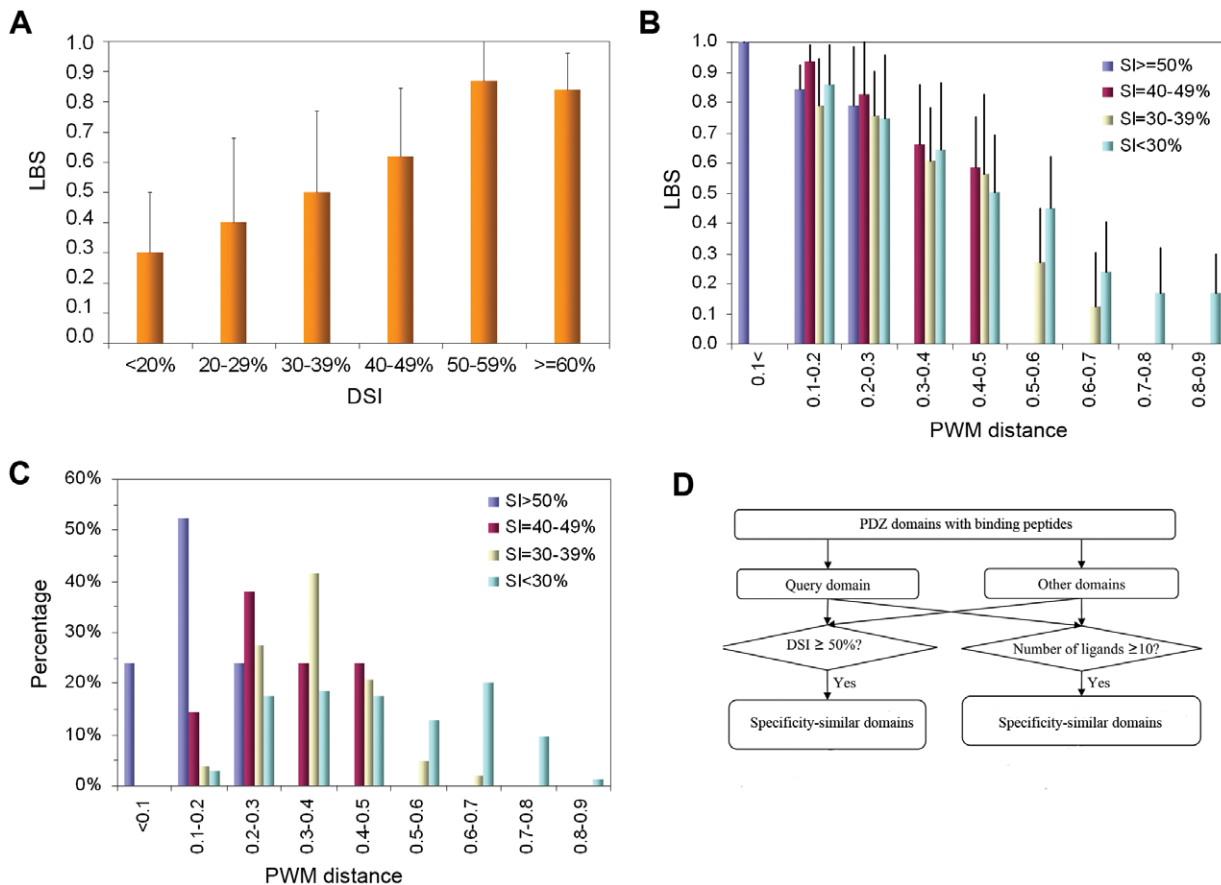 A
1.0
0.9
0.8
0.7
0.6
0.5
0.4
0.3
0.2
0.1
0.0
LBS
<20% 20-29% 30-39% 40-49% 50-59% >=60%
DSI
B
1.0
0.9
0.8
0.7
0.6
0.5
0.4
0.3
0.2
0.1
0.0
LBS
SI>=50%
SI=40-49%
SI=30-39%
SI<30%
0.1<
0.1-0.2
0.2-0.3
0.3-0.4
0.4-0.5
0.5-0.6
0.6-0.7
0.7-0.8
0.8-0.9
PWM distance
C
60%
50%
40%
30%
20%
10%
0%
Percentage
SI>50%
SI=40-49%
SI=30-39%
SI<30%
<0.1
0.1-0.2
0.2-0.3
0.3-0.4
0.4-0.5
0.5-0.6
0.6-0.7
0.7-0.8
0.8-0.9
PWM distance
D
PDZ domains with binding peptides
Query domain
Other domains
DSI ≥ 50%?
Number of ligands ≥10?
Yes
Yes
Specificity-similar domains
Specificity-similar domains